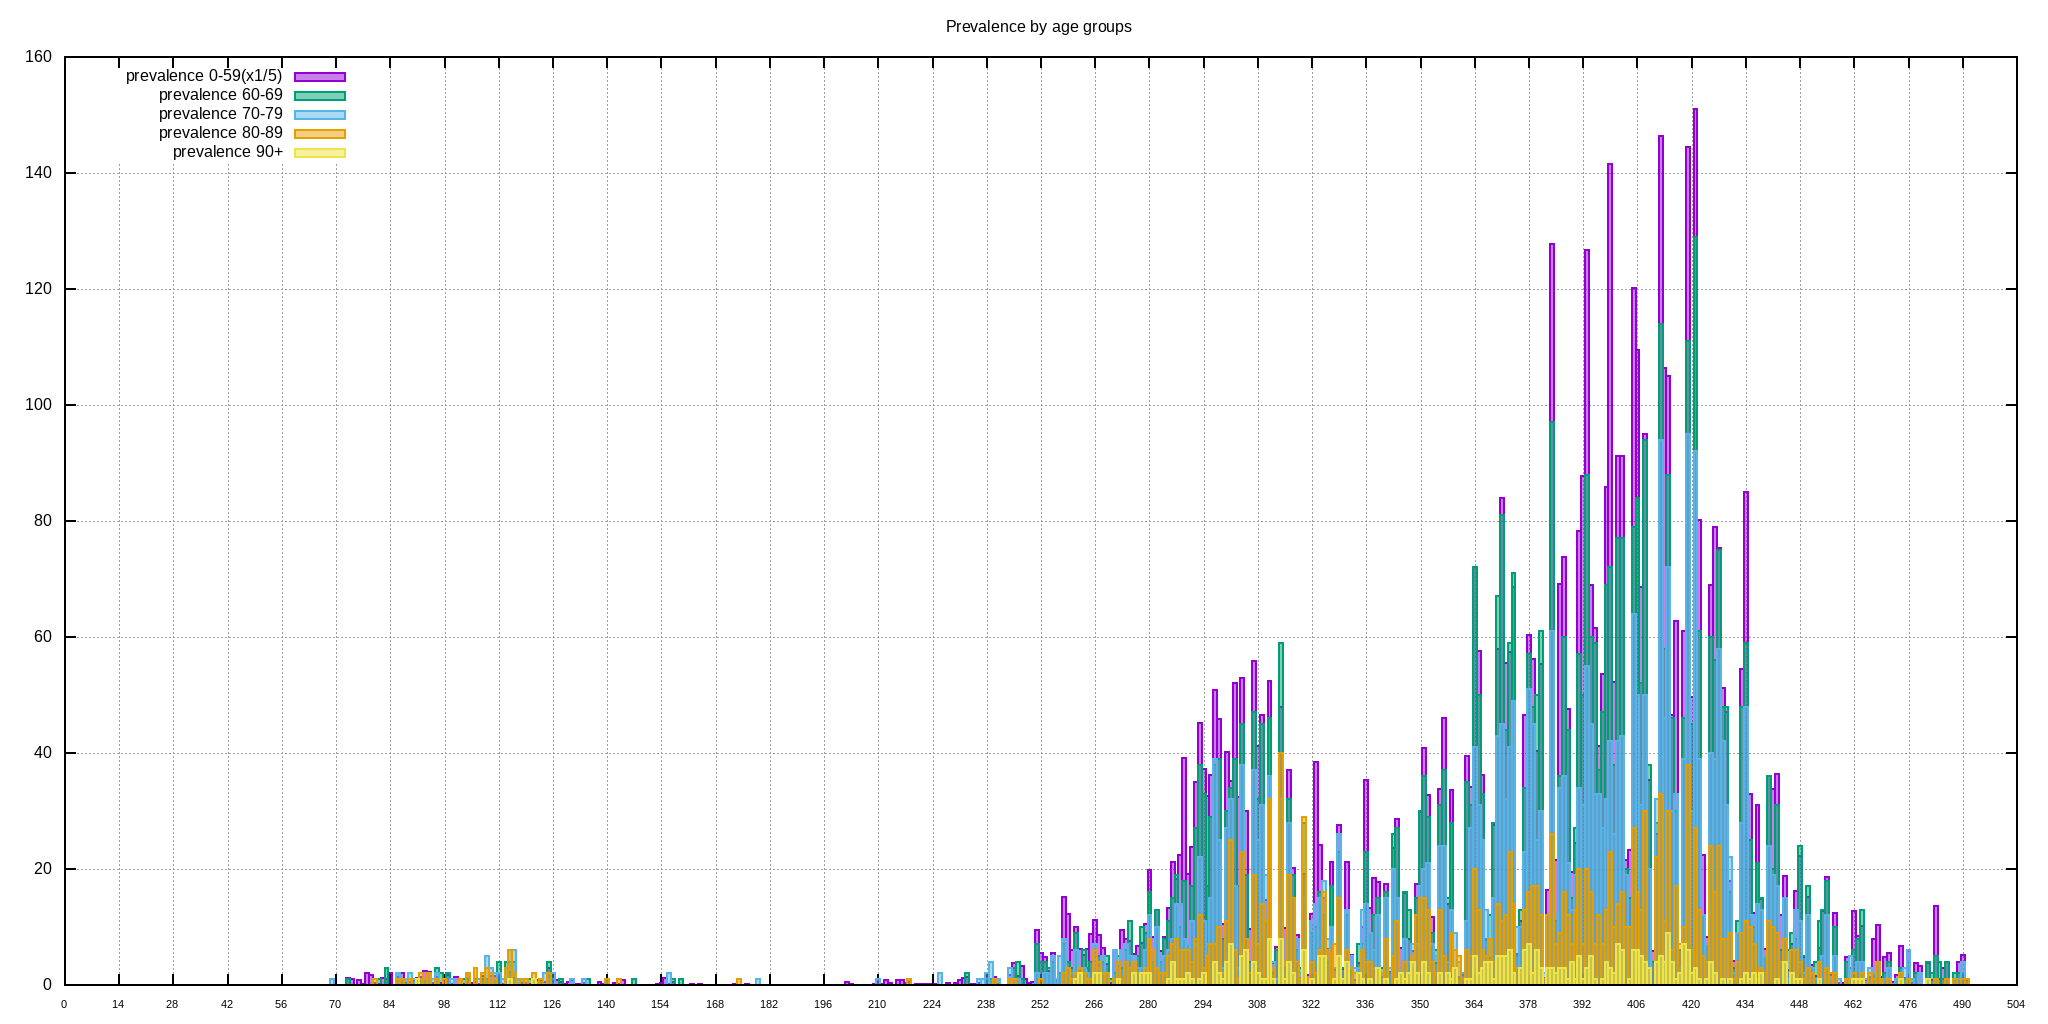 Prevalence by age groups
160
140
120
100
80
60
40
20
0
prevalence 0-59(x1/5)
prevalence 60-69
prevalence 70-79
prevalence 80-89
prevalence 90+
0 14 28 42 56 70 84 98 112 126 140 154 168 182 196 210 224 238 252 266 280 294 308 322 336 350 364 378 392 406 420 434 448 462 476 490 504